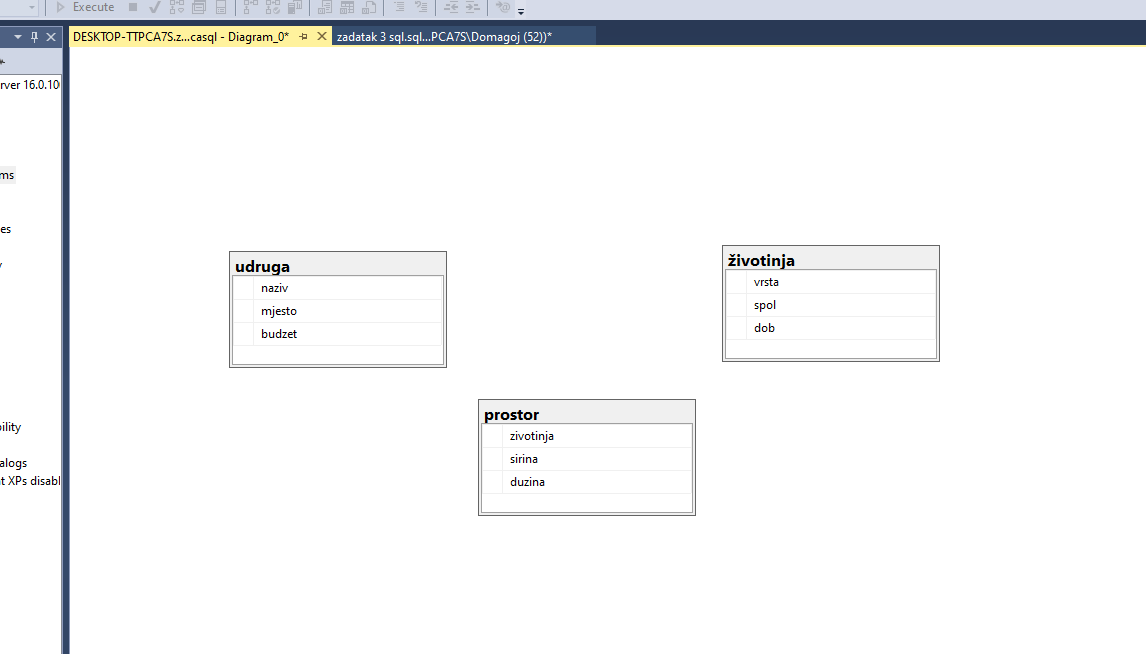 Execute
DESKTOP-TTPCA7S.z...casql - Diagram_0*
zadatak 3 sql.sql...PCA7S\Domagoj (52))*
rver 16.0.10
ms
es
ility
alogs
t XPs disabl
udruga
naziv
mjesto
budzet
životinja
vrsta
spol
dob
prostor
zivotinja
sirina
duzina